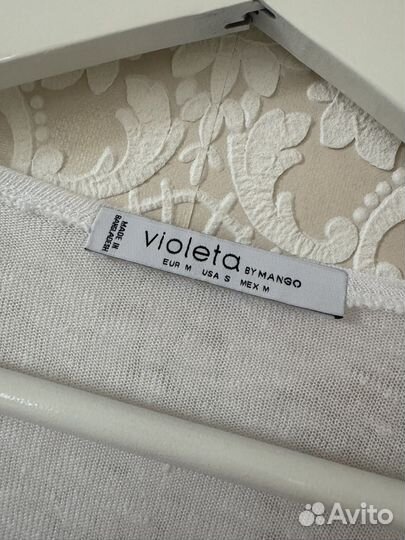 MADE IN
BANGLADESH
violeta BY MANGO
EUR M USA S MEX M
Avito